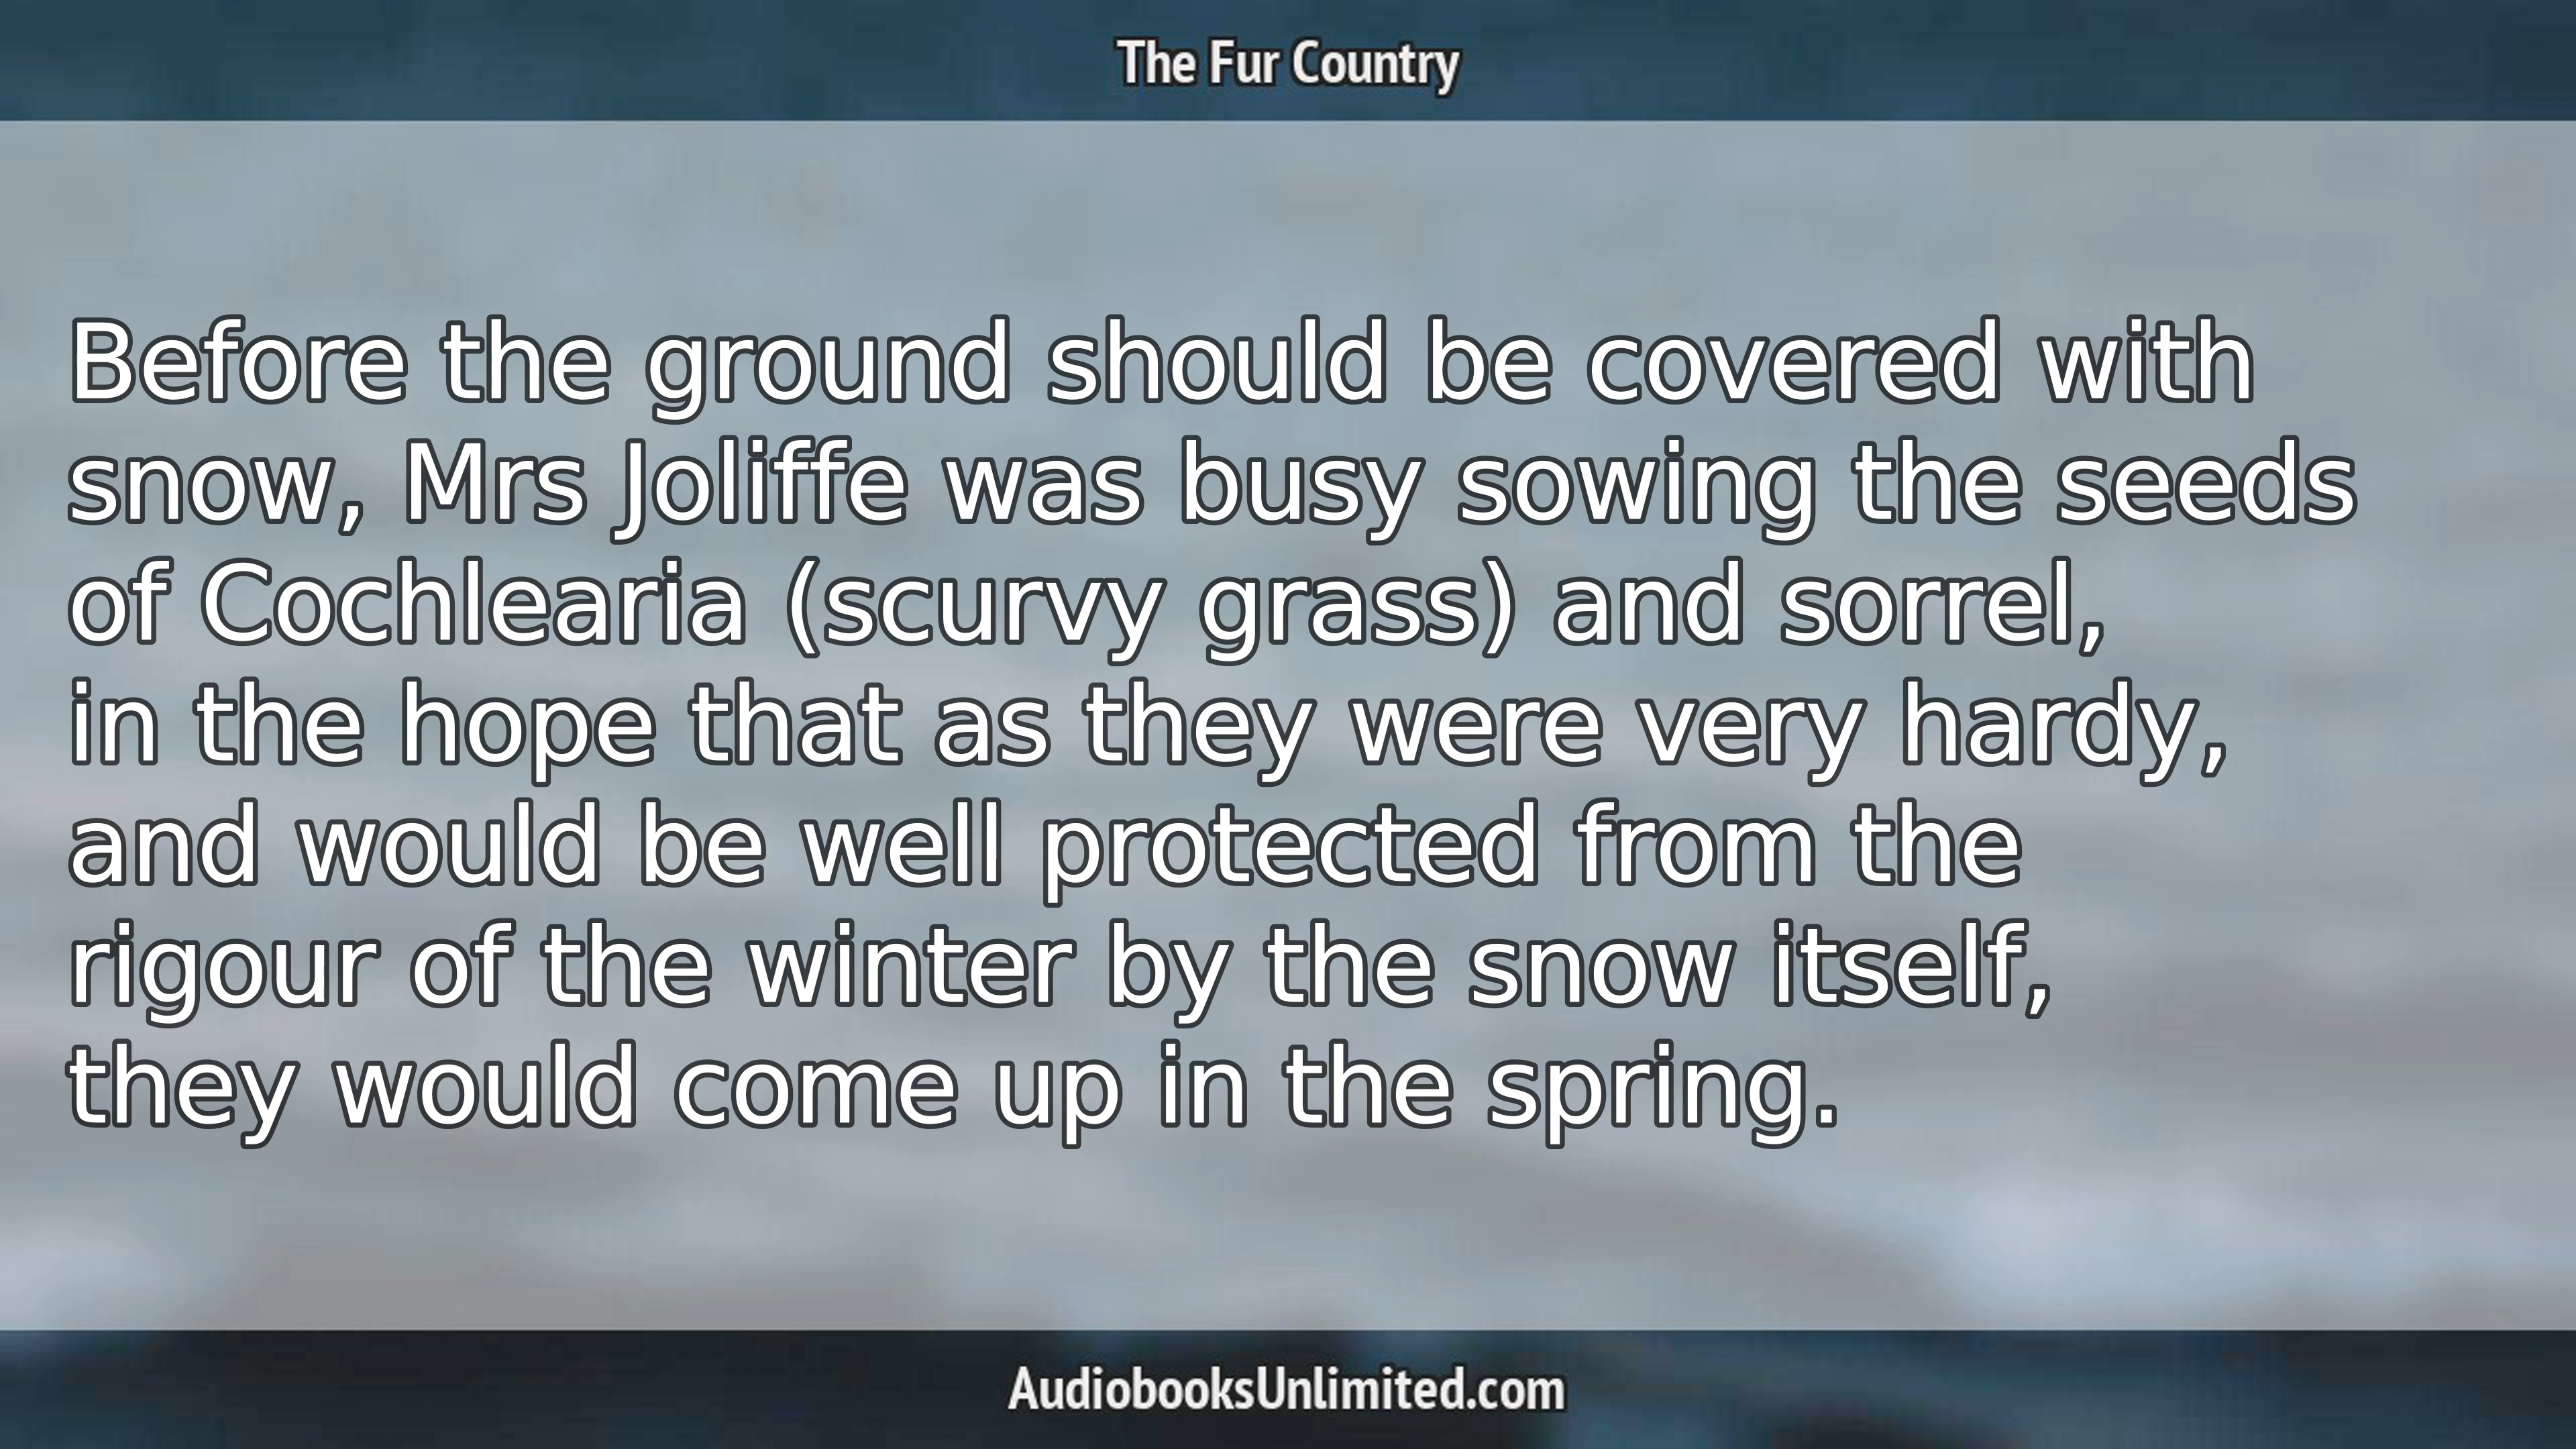 The Fur Country
Before the ground should be covered with
snow, Mrs Joliffe was busy sowing the seeds
of Cochlearia (scurvy grass) and sorrel,
in the hope that as they were very hardy,
and would be well protected from the
rigour of the winter by the snow itself,
they would come up in the spring.
AudiobooksUnlimited.com